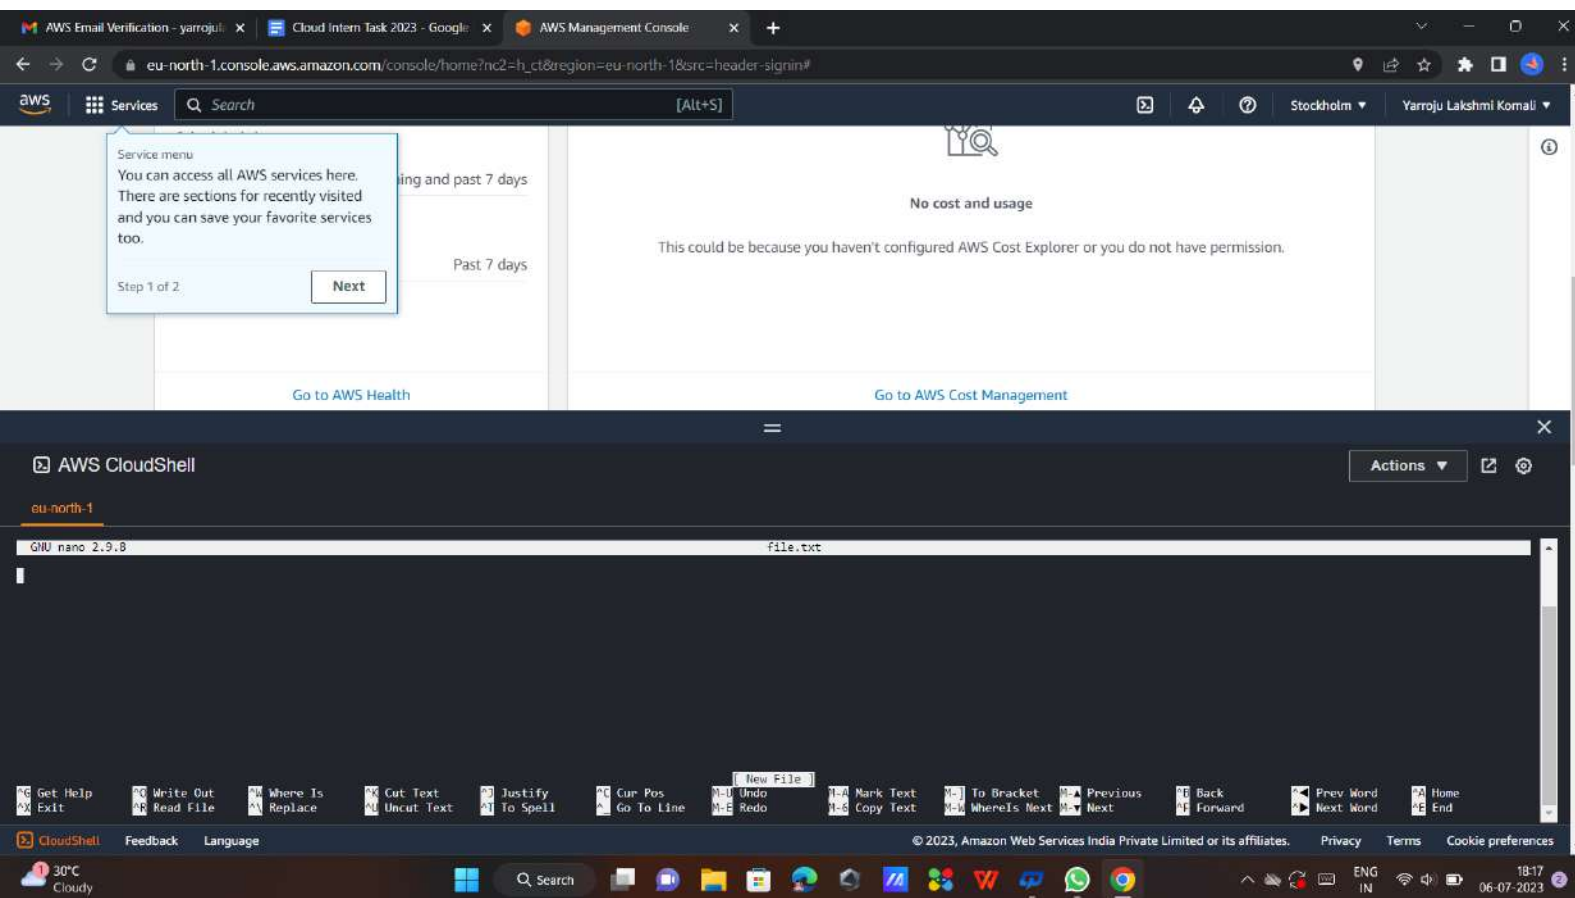 AWS Email Verification - yarrojul
Cloud Intern Task 2023 - Google
AWS Management Console
eu-north-1.console.aws.amazon.com/console/home?nc2=h_ct&region=eu-north-1&src=header-signin#
aws Services Search [Alt+S] Stockholm Yarroju Lakshmi Komali
Service menu
You can access all AWS services here.
There are sections for recently visited
and you can save your favorite services
too.
Step 1 of 2 Next
ing and past 7 days
Past 7 days
Go to AWS Health
No cost and usage
This could be because you haven't configured AWS Cost Explorer or you do not have permission.
Go to AWS Cost Management
AWS CloudShell Actions
eu-north-1
GNU nano 2.9.8 file.txt
[ New File ]
^G Get Help ^O Write Out ^W Where Is ^K Cut Text ^J Justify ^C Cur Pos M-U Undo M-A Mark Text M-] To Bracket M-▲ Previous ^B Back ^◀ Prev Word ^A Home
^X Exit ^R Read File ^\ Replace ^U Uncut Text ^T To Spell ^_ Go To Line M-E Redo M-6 Copy Text M-W WhereIs Next M-▼ Next ^F Forward ^▶ Next Word ^E End
CloudShell Feedback Language © 2023, Amazon Web Services India Private Limited or its affiliates. Privacy Terms Cookie preferences
1 30°C
Cloudy
Search
ENG
IN
18:17
06-07-2023
2